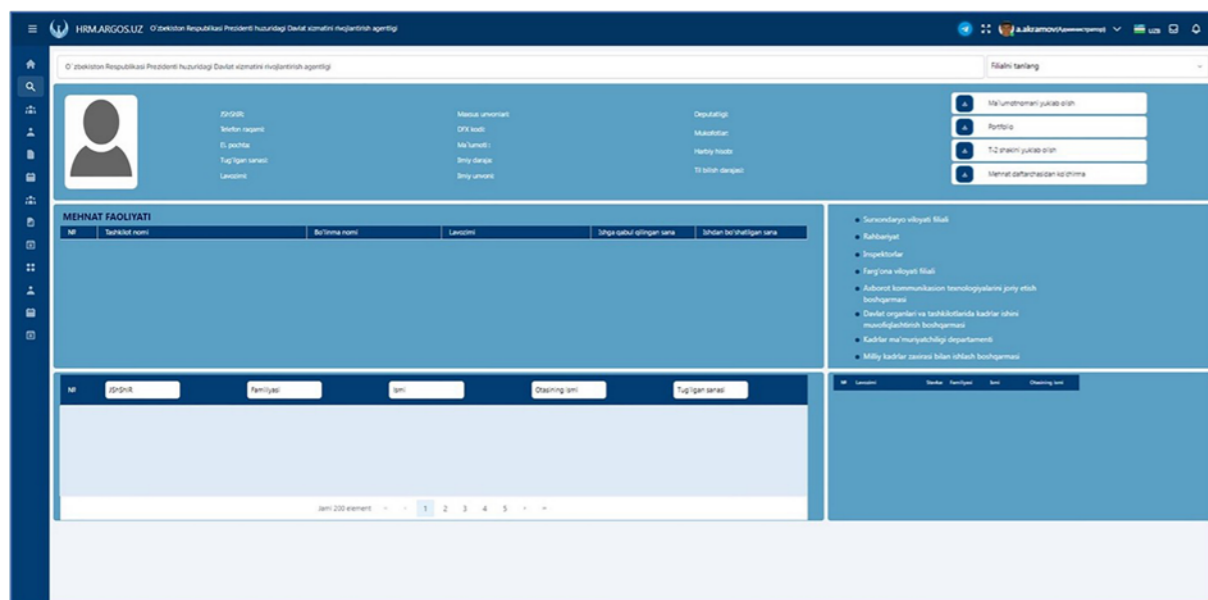 HRM.ARGOS.UZ O'zbekiston Respublikasi Prezidenti huzuridagi Davlat xizmatini rivojlantirish agentligi
a.akramov(Администратор) uzb
O'zbekiston Respublikasi Prezidenti huzuridagi Davlat xizmatini rivojlantirish agentligi
Filialni tanlang
JShShIR:
Telefon raqami:
EL pochta:
Tug'ilgan sanasi:
Lavozimi:
Maxsus unvonlari:
DFX kodi:
Ma'lumoti:
Ilmiy daraja:
Ilmiy unvoni:
Deputatligi:
Mukofotlari:
Harbiy hisobi:
Til bilish darajasi:
Ma'lumotnomani yuklab olish
Portfolio
T-2 shaklni yuklab olish
Mehnat daftarchasidan ko'chirma
MEHNAT FAOLIYATI
№ Tashkilot nomi Bo'linma nomi Lavozimi Ishga qabul qilingan sana Ishdan bo'shatilgan sana
Surxondaryo viloyati filiali
Rahbariyat
Inspektorlar
Farg'ona viloyati filiali
Axborot kommunikasion texnologiyalarini joriy etish
boshqarmasi
Davlat organlari va tashkilotlarida kadrlar ishini
muvofiqlashtirish boshqarmasi
Kadrlar ma'muriyatchiligi departamenti
Milliy kadrlar zaxirasi bilan ishlash boshqarmasi
№ JShShIR Familiyasi Ismi Otasining ismi Tug'ilgan sanasi
Jami 200 element 1 2 3 4 5
№ Lavozimi Stavka Familiyasi Ismi Otasining ismi